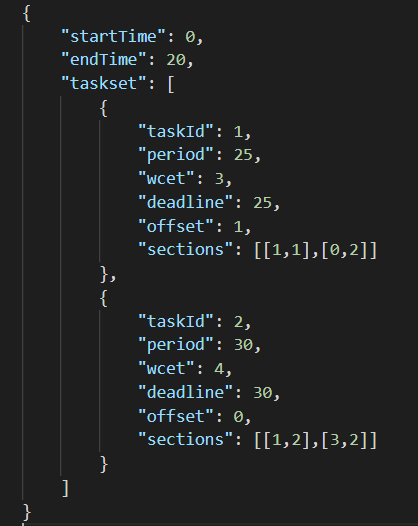 {
    "startTime": 0,
    "endTime": 20,
    "taskset": [
        {
            "taskId": 1,
            "period": 25,
            "wcet": 3,
            "deadline": 25,
            "offset": 1,
            "sections": [[1,1],[0,2]]
        },
        {
            "taskId": 2,
            "period": 30,
            "wcet": 4,
            "deadline": 30,
            "offset": 0,
            "sections": [[1,2],[3,2]]
        }
    ]
}